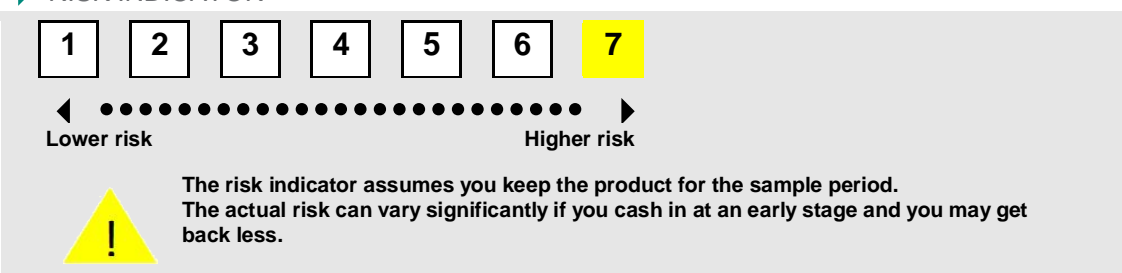 RISK INDICATOR
1 2 3 4 5 6 7
Lower risk Higher risk
The risk indicator assumes you keep the product for the sample period.
The actual risk can vary significantly if you cash in at an early stage and you may get
back less.
!